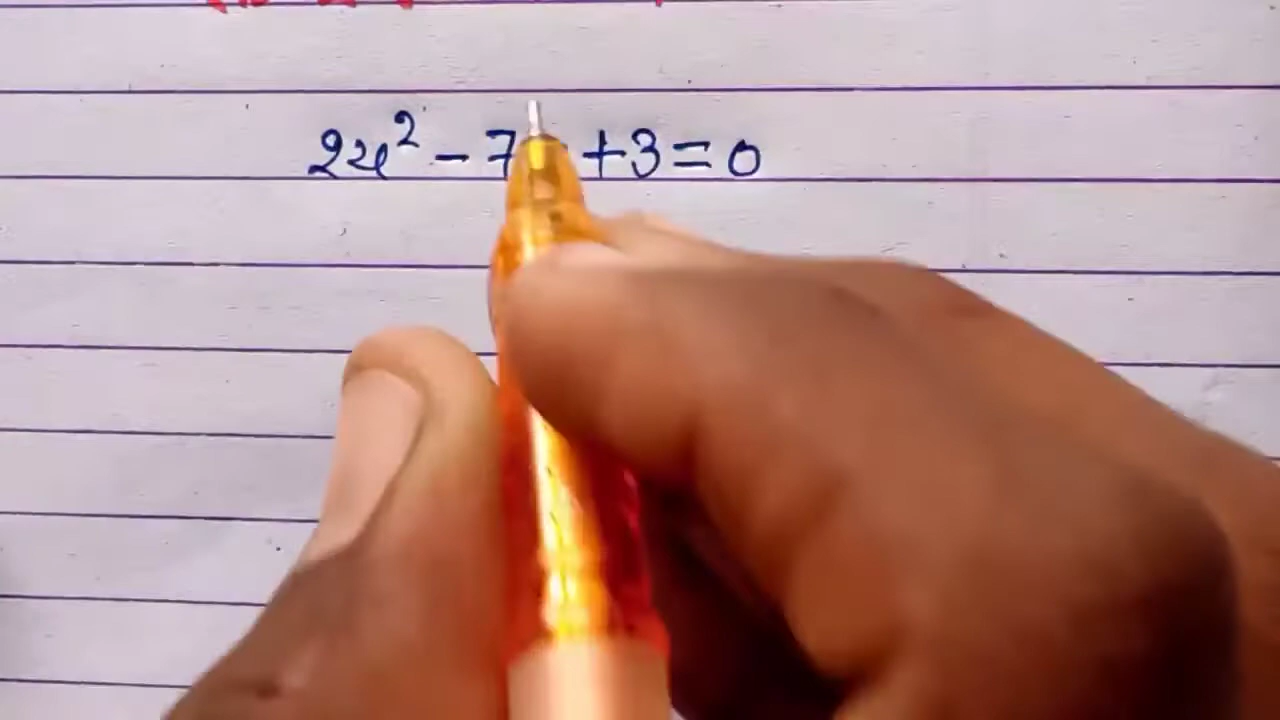 2x² - 7 + 3 = 0